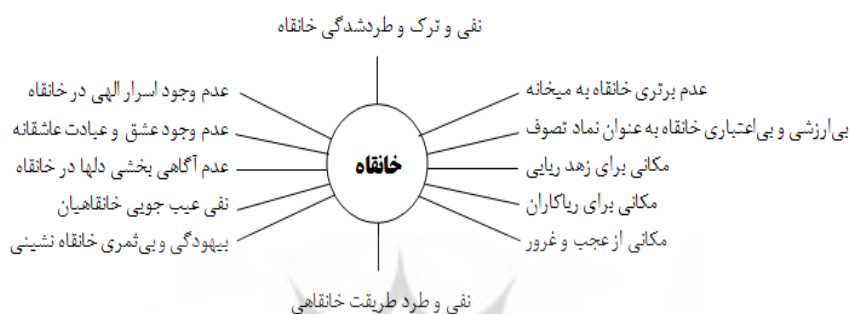 نفی و ترک و طردشدگی خانقاه
عدم برتری خانقاه به میخانه
بی‌ارزشی و بی‌اعتباری خانقاه به عنوان نماد تصوف
مکانی برای زهد ریایی
مکانی برای ریاکاران
مکانی از عجب و غرور
خانقاه
عدم وجود اسرار الهی در خانقاه
عدم وجود عشق و عبادت عاشقانه
عدم آگاهی بخشی دلها در خانقاه
نفی عیب جویی خانقاهیان
بیهودگی و بی‌ثمری خانقاه نشینی
نفی و طرد طریقت خانقاهی